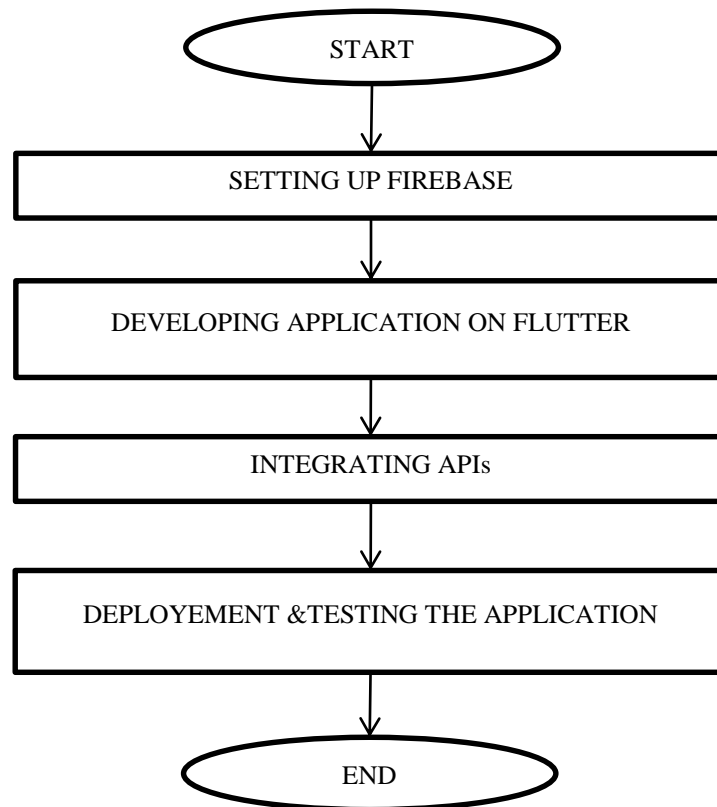 START
SETTING UP FIREBASE
DEVELOPING APPLICATION ON FLUTTER
INTEGRATING APIs
DEPLOYEMENT &TESTING THE APPLICATION
END